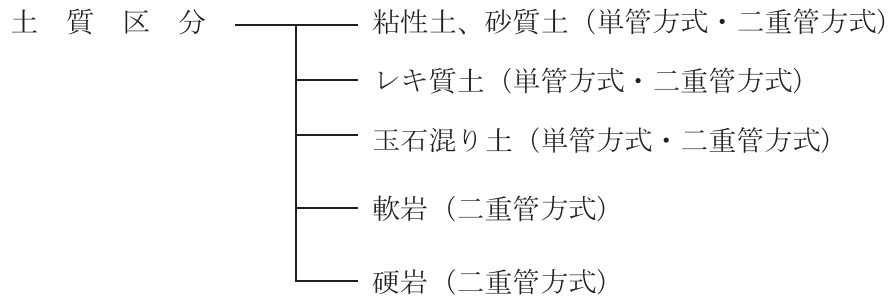 土 質 区 分
粘性土、砂質土（単管方式・二重管方式）
レキ質土（単管方式・二重管方式）
玉石混り土（単管方式・二重管方式）
軟岩（二重管方式）
硬岩（二重管方式）